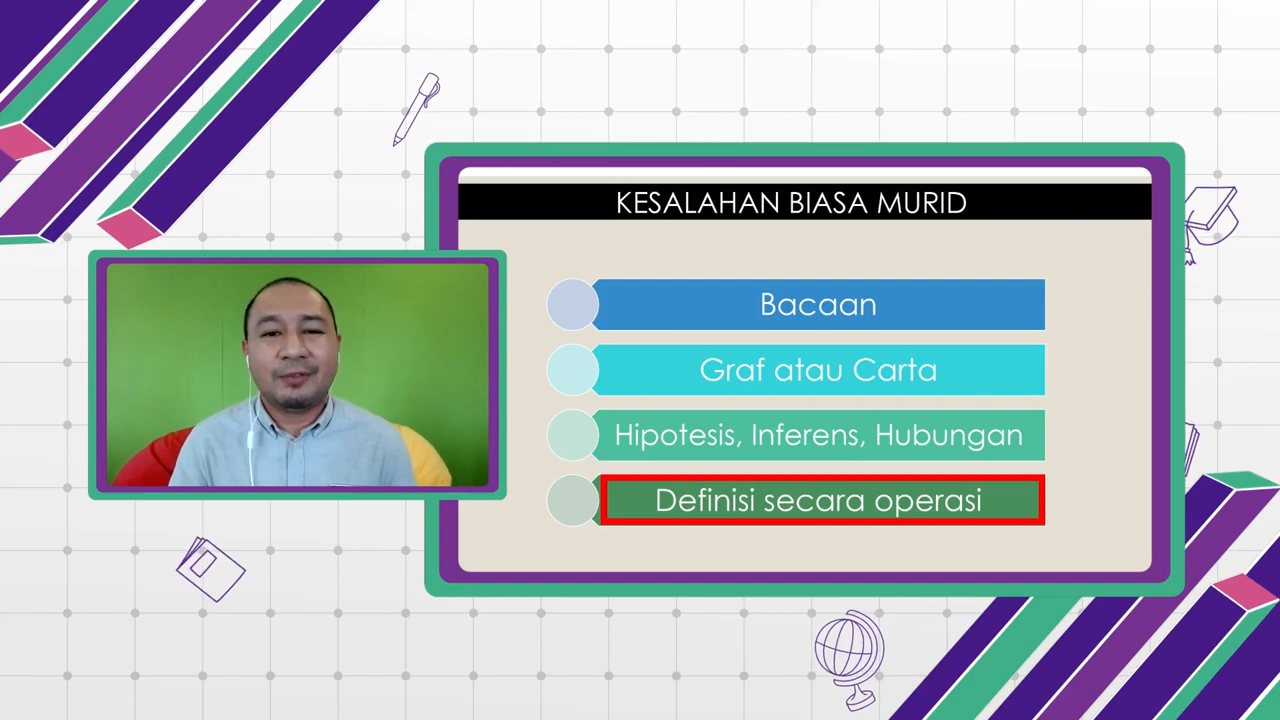 KESALAHAN BIASA MURID
Bacaan
Graf atau Carta
Hipotesis, Inferens, Hubungan
Definisi secara operasi